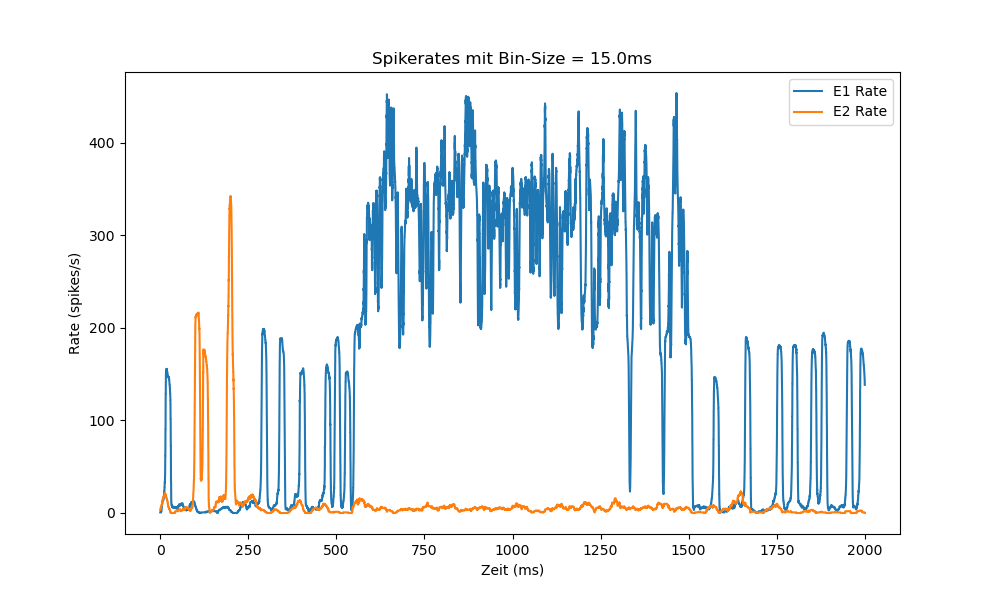 Spikerates mit Bin-Size = 15.0ms
E1 Rate
E2 Rate
Rate (spikes/s)
400
300
200
100
0
0 250 500 750 1000 1250 1500 1750 2000
Zeit (ms)